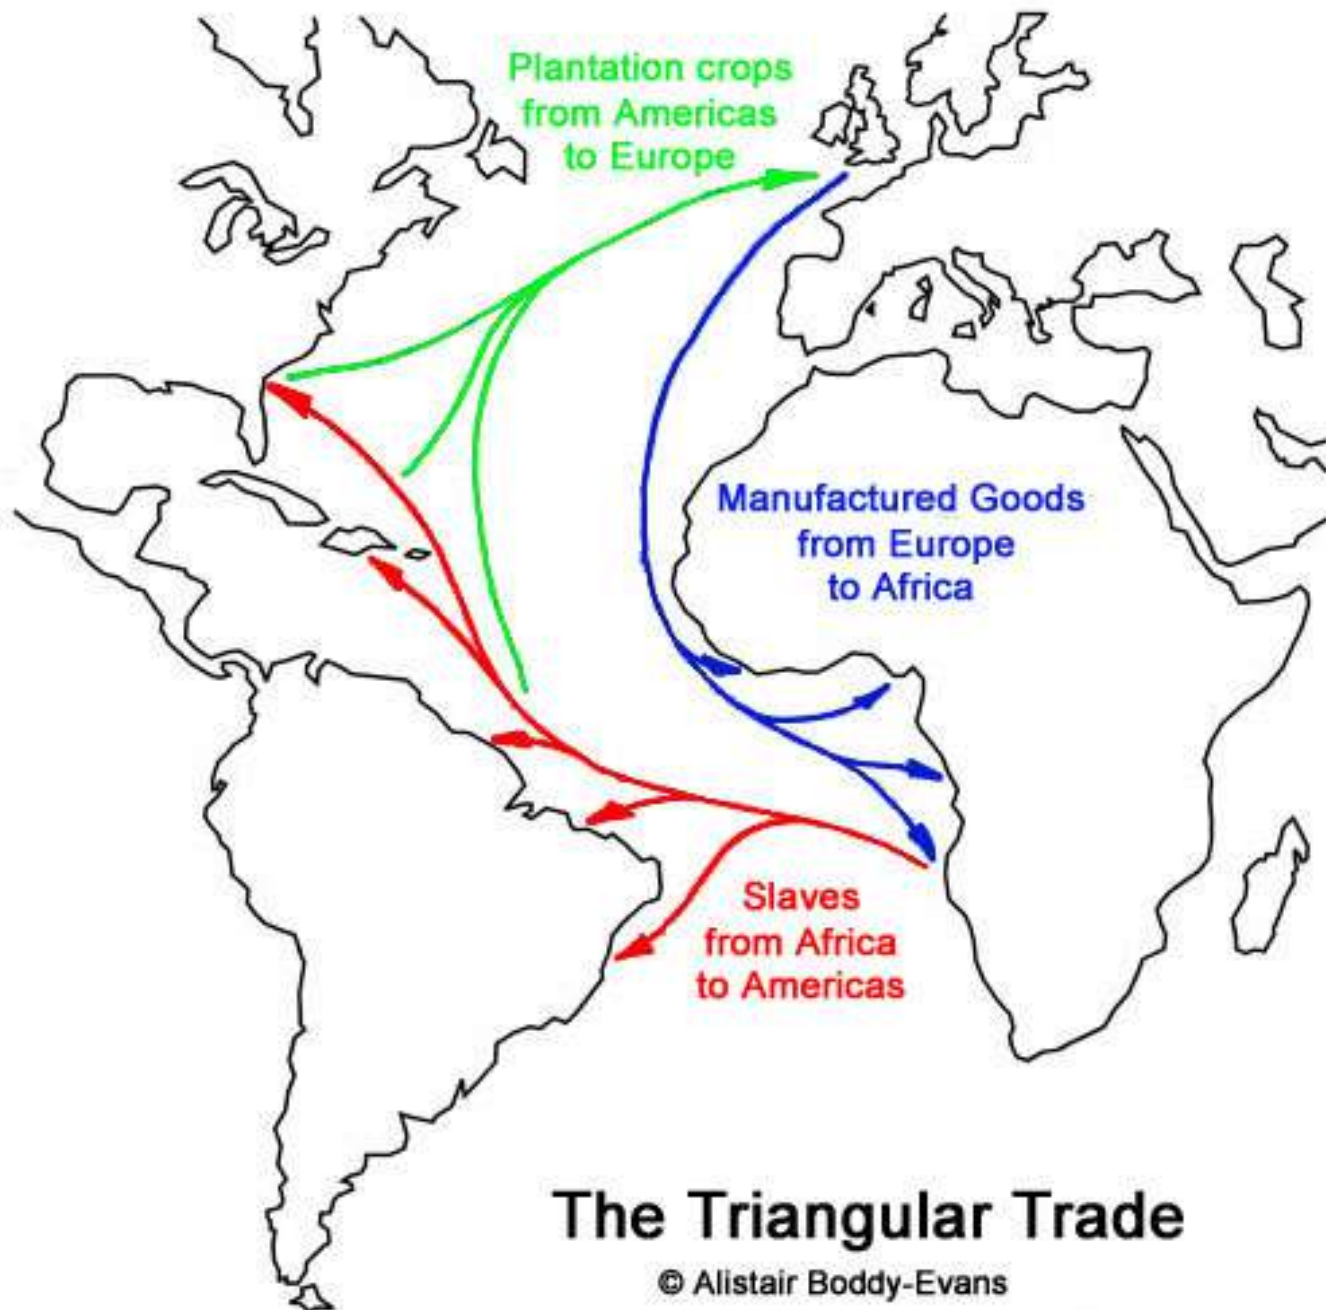 Plantation crops
from Americas
to Europe
Manufactured Goods
from Europe
to Africa
Slaves
from Africa
to Americas
The Triangular Trade
© Alistair Boddy-Evans